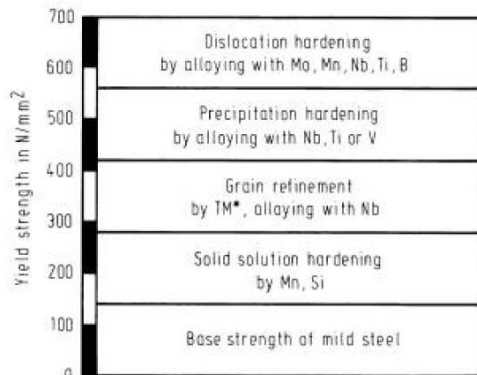 700
600
500
400
300
200
100
0
Yield strength in N/mm²
Dislocation hardening
by alloying with Mo, Mn, Nb, Ti, B
Precipitation hardening
by alloying with Nb, Ti or V
Grain refinement
by TM*, alloying with Nb
Solid solution hardening
by Mn, Si
Base strength of mild steel